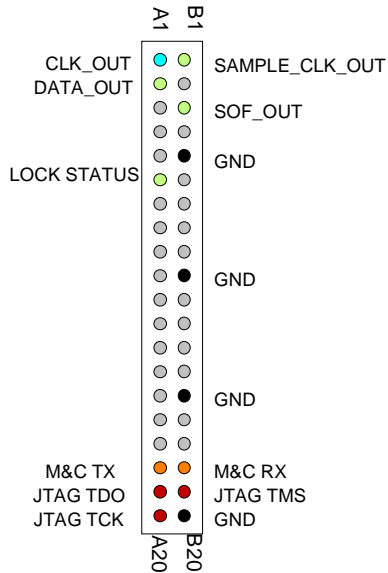 A1 B1
CLK_OUT SAMPLE_CLK_OUT
DATA_OUT
SOF_OUT
GND
LOCK STATUS
GND
GND
M&C TX M&C RX
JTAG TDO JTAG TMS
JTAG TCK GND
A20 B20